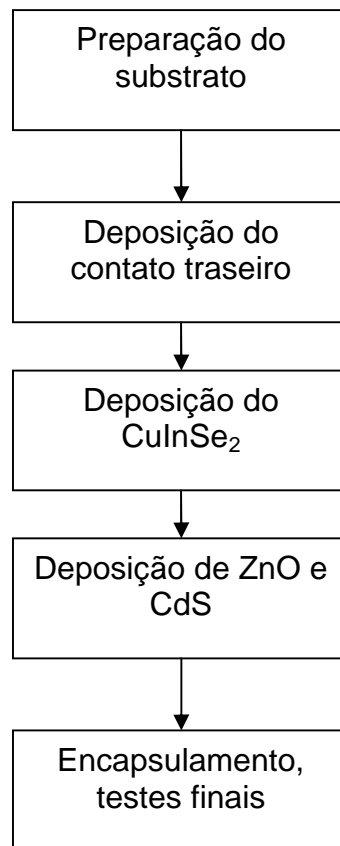 Preparação do
substrato
Deposição do
contato traseiro
Deposição do
CuInSe₂
Deposição de ZnO e
CdS
Encapsulamento,
testes finais